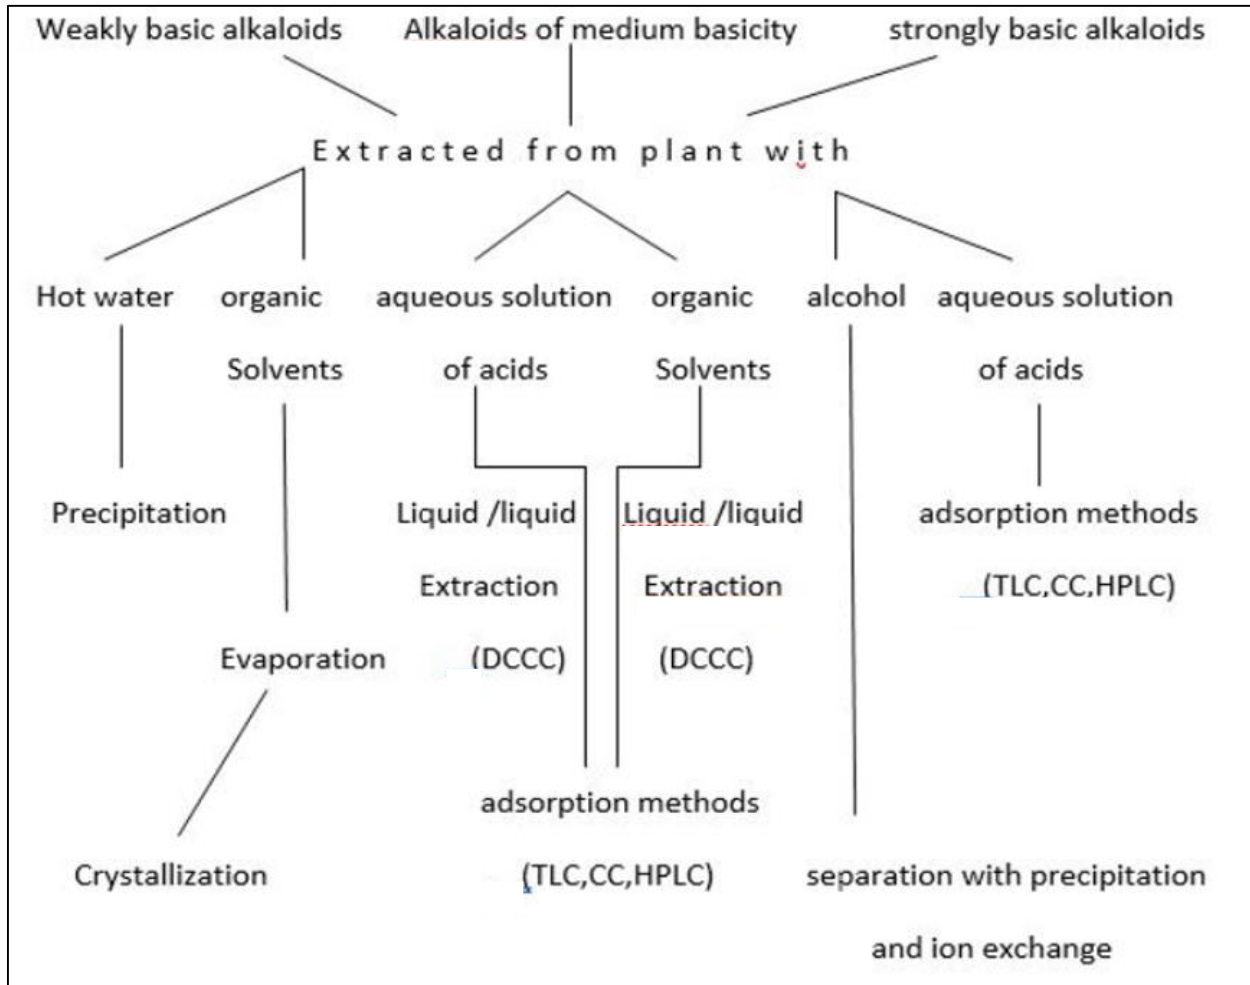 Weakly basic alkaloids Alkaloids of medium basicity strongly basic alkaloids
Extracted from plant with
Hot water organic aqueous solution organic alcohol aqueous solution
Solvents of acids Solvents of acids
Precipitation Liquid /liquid Liquid /liquid adsorption methods
Extraction Extraction (TLC,CC,HPLC)
Evaporation (DCCC) (DCCC)
adsorption methods
Crystallization (TLC,CC,HPLC) separation with precipitation
and ion exchange